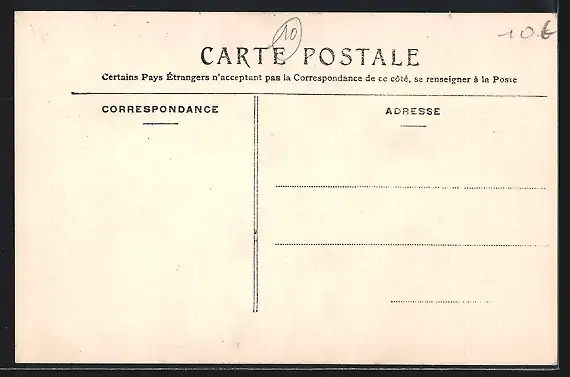 10
10 €
CARTE POSTALE
Certains Pays Étrangers n'acceptant pas la Correspondance de ce côté, se renseigner à la Poste
CORRESPONDANCE
ADRESSE